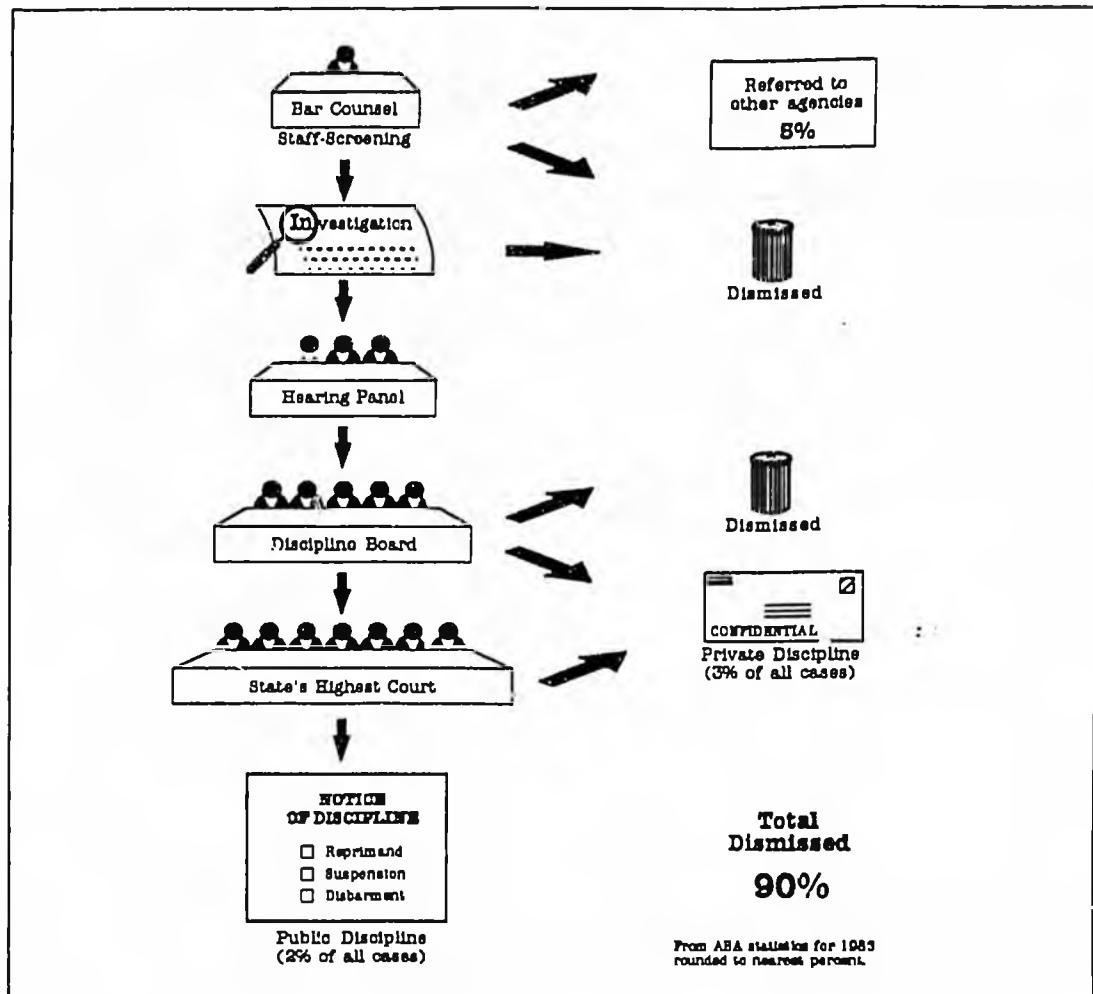 Bar Counsel
Staff-Screening
Referred to
other agencies
5%
Investigation
Dismissed
Hearing Panel
Discipline Board
Dismissed
CONFIDENTIAL
Private Discipline
(3% of all cases)
State's Highest Court
NOTICE
OF DISCIPLINE
Reprimand
Suspension
Disbarment
Public Discipline
(2% of all cases)
Total
Dismissed
90%
From ABA statistics for 1983
rounded to nearest percent.